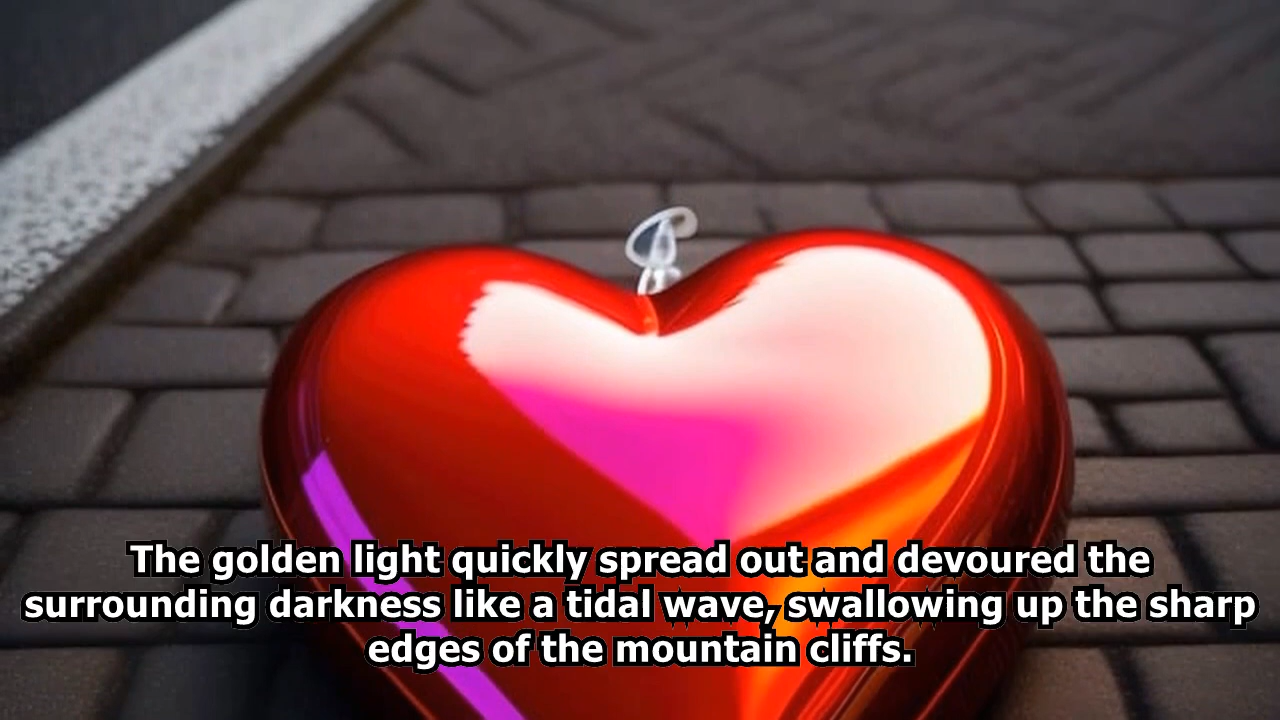 The golden light quickly spread out and devoured the
surrounding darkness like a tidal wave, swallowing up the sharp
edges of the mountain cliffs.